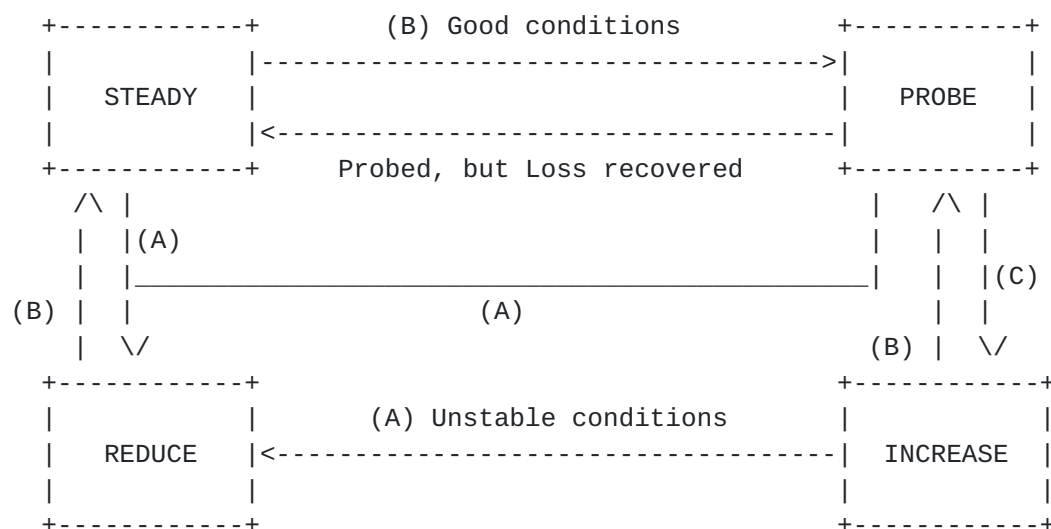 (B) Good conditions
STEADY
PROBE
Probed, but Loss recovered
(A)
(C)
(B)
(A)
(B)
(A) Unstable conditions
REDUCE
INCREASE